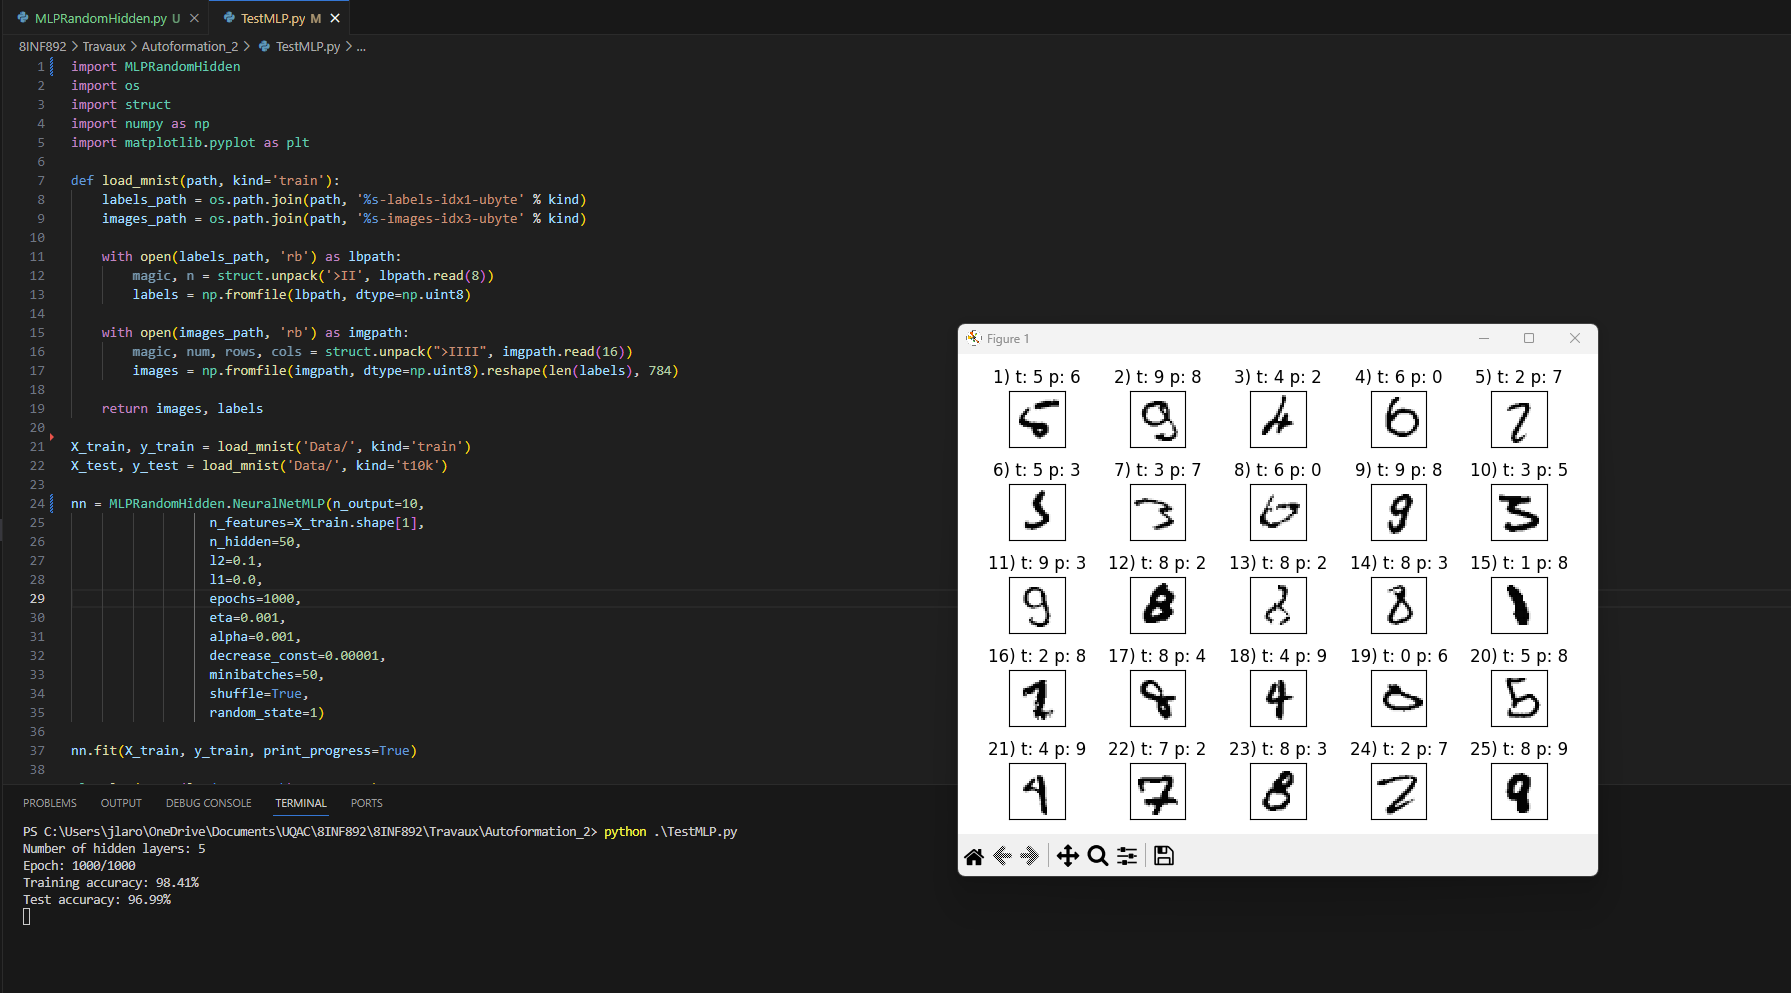 MLPRandomHidden.py U
TestMLP.py M
8INF892 > Travaux > Autoformation_2 > TestMLP.py > ...
1 import MLPRandomHidden
2 import os
3 import struct
4 import numpy as np
5 import matplotlib.pyplot as plt
6
7 def load_mnist(path, kind='train'):
8 labels_path = os.path.join(path, '%s-labels-idx1-ubyte' % kind)
9 images_path = os.path.join(path, '%s-images-idx3-ubyte' % kind)
10
11 with open(labels_path, 'rb') as lbpath:
12 magic, n = struct.unpack('>II', lbpath.read(8))
13 labels = np.fromfile(lbpath, dtype=np.uint8)
14
15 with open(images_path, 'rb') as imgpath:
16 magic, num, rows, cols = struct.unpack(">IIII", imgpath.read(16))
17 images = np.fromfile(imgpath, dtype=np.uint8).reshape(len(labels), 784)
18
19 return images, labels
20
21 X_train, y_train = load_mnist('Data/', kind='train')
22 X_test, y_test = load_mnist('Data/', kind='t10k')
23
24 nn = MLPRandomHidden.NeuralNetMLP(n_output=10,
25 n_features=X_train.shape[1],
26 n_hidden=50,
27 l2=0.1,
28 l1=0.0,
29 epochs=1000,
30 eta=0.001,
31 alpha=0.001,
32 decrease_const=0.00001,
33 minibatches=50,
34 shuffle=True,
35 random_state=1)
36
37 nn.fit(X_train, y_train, print_progress=True)
38
PROBLEMS OUTPUT DEBUG CONSOLE TERMINAL PORTS
PS C:\Users\jlaro\OneDrive\Documents\UQAC\8INF892\8INF892\Travaux\Autoformation_2> python .\TestMLP.py
Number of hidden layers: 5
Epoch: 1000/1000
Training accuracy: 98.41%
Test accuracy: 96.99%
Figure 1
1) t: 5 p: 6 2) t: 9 p: 8 3) t: 4 p: 2 4) t: 6 p: 0 5) t: 2 p: 7
6) t: 5 p: 3 7) t: 3 p: 7 8) t: 6 p: 0 9) t: 9 p: 8 10) t: 3 p: 5
11) t: 9 p: 3 12) t: 8 p: 2 13) t: 8 p: 2 14) t: 8 p: 3 15) t: 1 p: 8
16) t: 2 p: 8 17) t: 8 p: 4 18) t: 4 p: 9 19) t: 0 p: 6 20) t: 5 p: 8
21) t: 4 p: 9 22) t: 7 p: 2 23) t: 8 p: 3 24) t: 2 p: 7 25) t: 8 p: 9